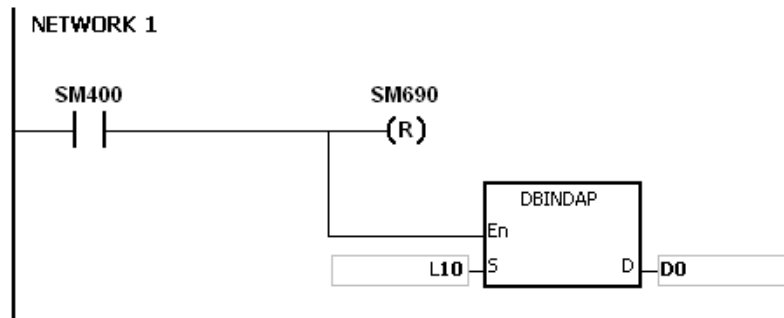 NETWORK 1
SM400 SM690
(R)
DBINDAP
En
L10 S D D0